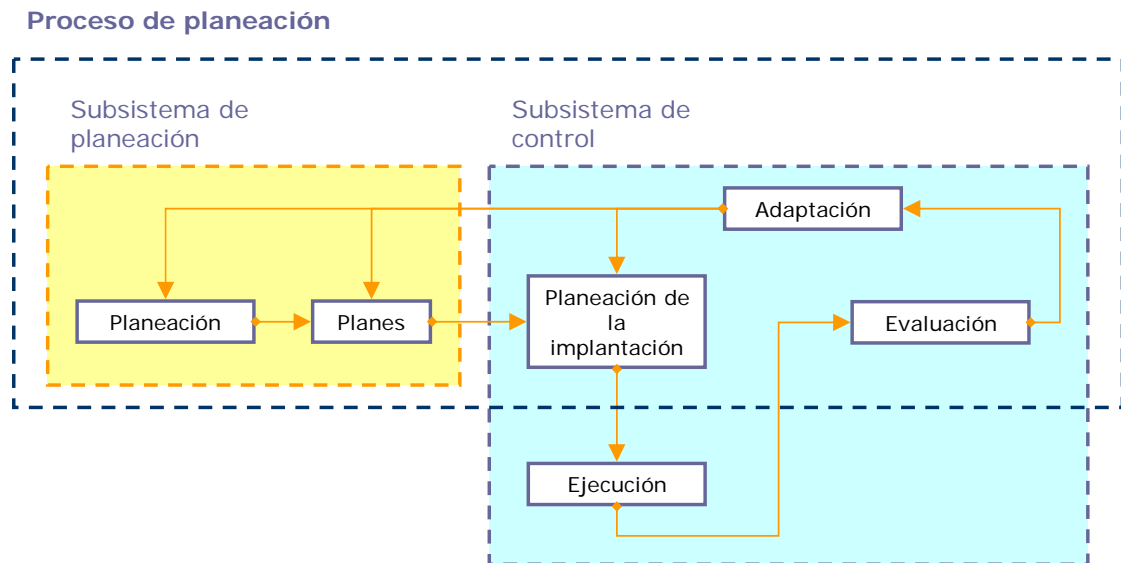 Proceso de planeación
Subsistema de
planeación
Subsistema de
control
Adaptación
Planeación
Planes
Planeación de
la
implantación
Evaluación
Ejecución